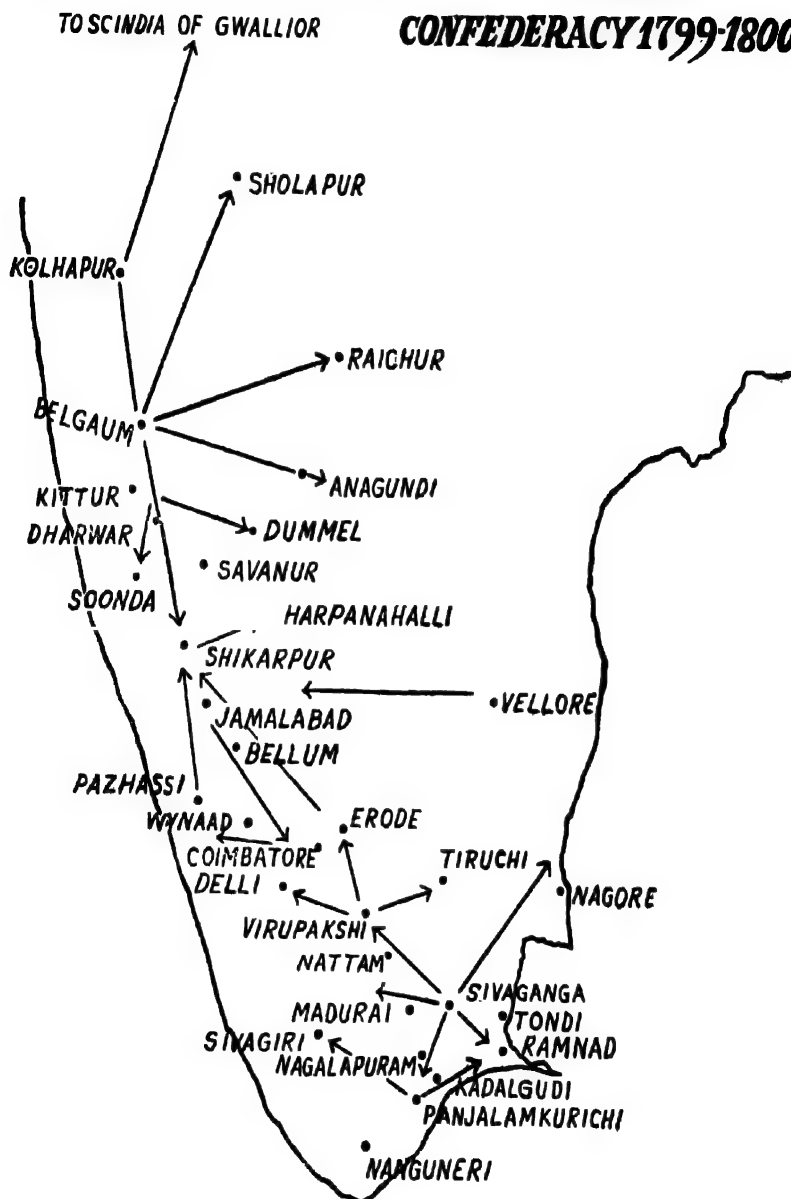 TO SCINDIA OF GWALLIOR
CONFEDERACY 1799-1800
SHOLAPUR
KOLHAPUR
RAICHUR
BELGAUM
ANAGUNDI
KITTUR
DHARWAR
DUMMEL
SAVANUR
SOONDA
HARPANAHALLI
SHIKARPUR
VELLORE
JAMALABAD
BELLUM
PAZHASSI
WYNAAD
ERODE
COIMBATORE
TIRUCHI
DELLI
NAGORE
VIRUPAKSHI
NATTAM
SIVAGANGA
MADURAI
TONDI
SIVAGIRI
RAMNAD
NAGALAPURAM
KADALGUDI
PANJALAMKURICHI
NANGUNERI